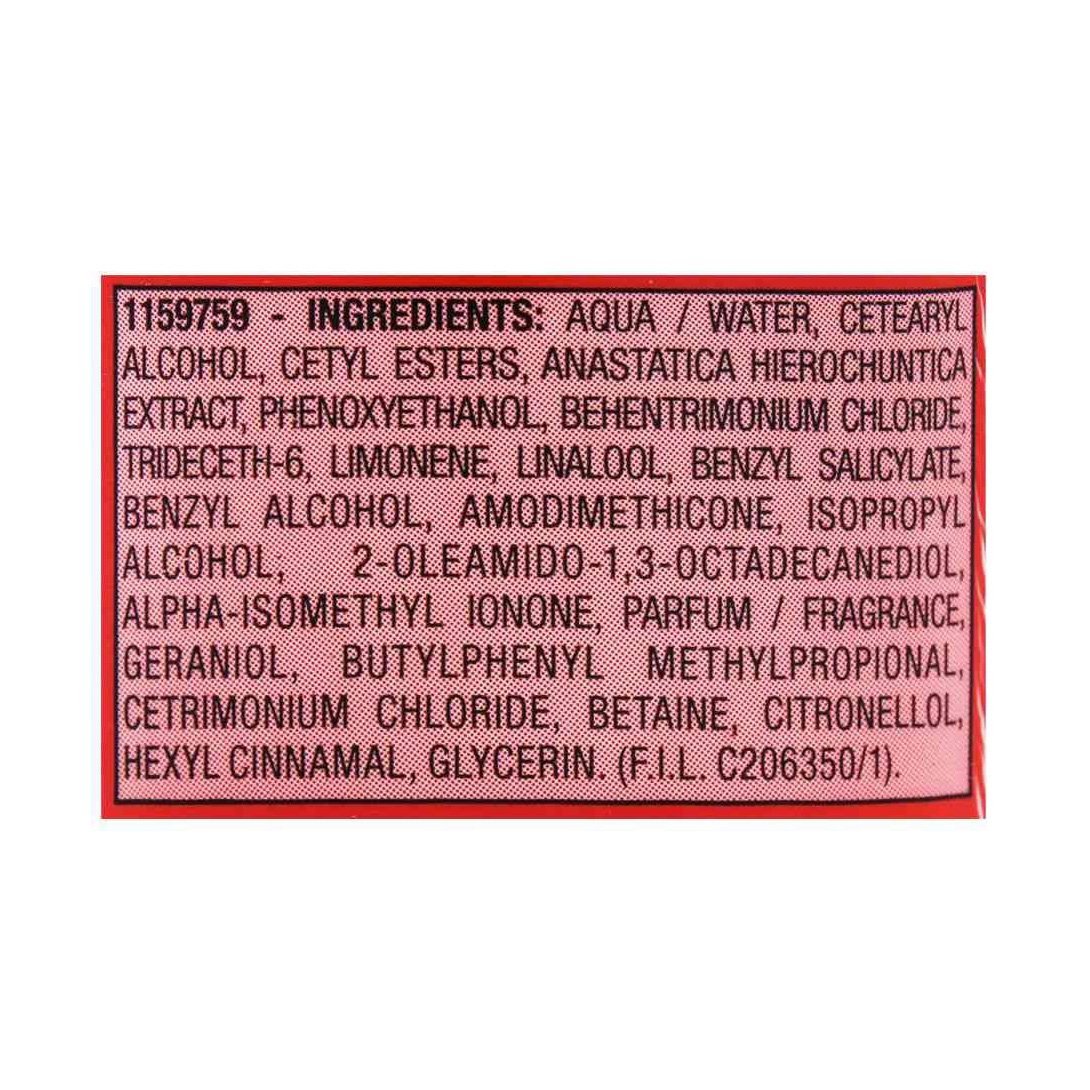 1159759 - INGREDIENTS: AQUA / WATER, CETEARYL
ALCOHOL, CETYL ESTERS, ANASTATICA HIEROCHUNTICA
EXTRACT, PHENOXYETHANOL, BEHENTRIMONIUM CHLORIDE,
TRIDECETH-6, LIMONENE, LINALOOL, BENZYL SALICYLATE,
BENZYL ALCOHOL, AMODIMETHICONE, ISOPROPYL
ALCOHOL, 2-OLEAMIDO-1,3-OCTADECANEDIOL,
ALPHA-ISOMETHYL IONONE, PARFUM / FRAGRANCE,
GERANIOL, BUTYLPHENYL METHYLPROPIONAL,
CETRIMONIUM CHLORIDE, BETAINE, CITRONELLOL,
HEXYL CINNAMAL, GLYCERIN. (F.I.L. C206350/1).